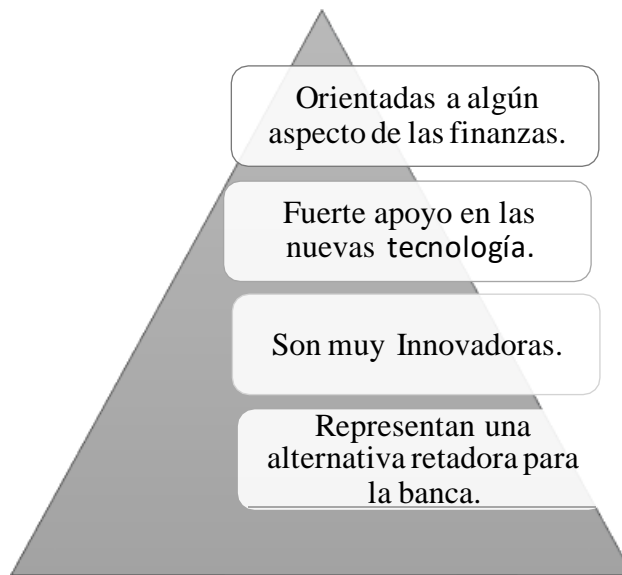 Orientadas a algún
aspecto de las finanzas.
Fuerte apoyo en las
nuevas tecnología.
Son muy Innovadoras.
Representan una
alternativa retadora para
la banca.